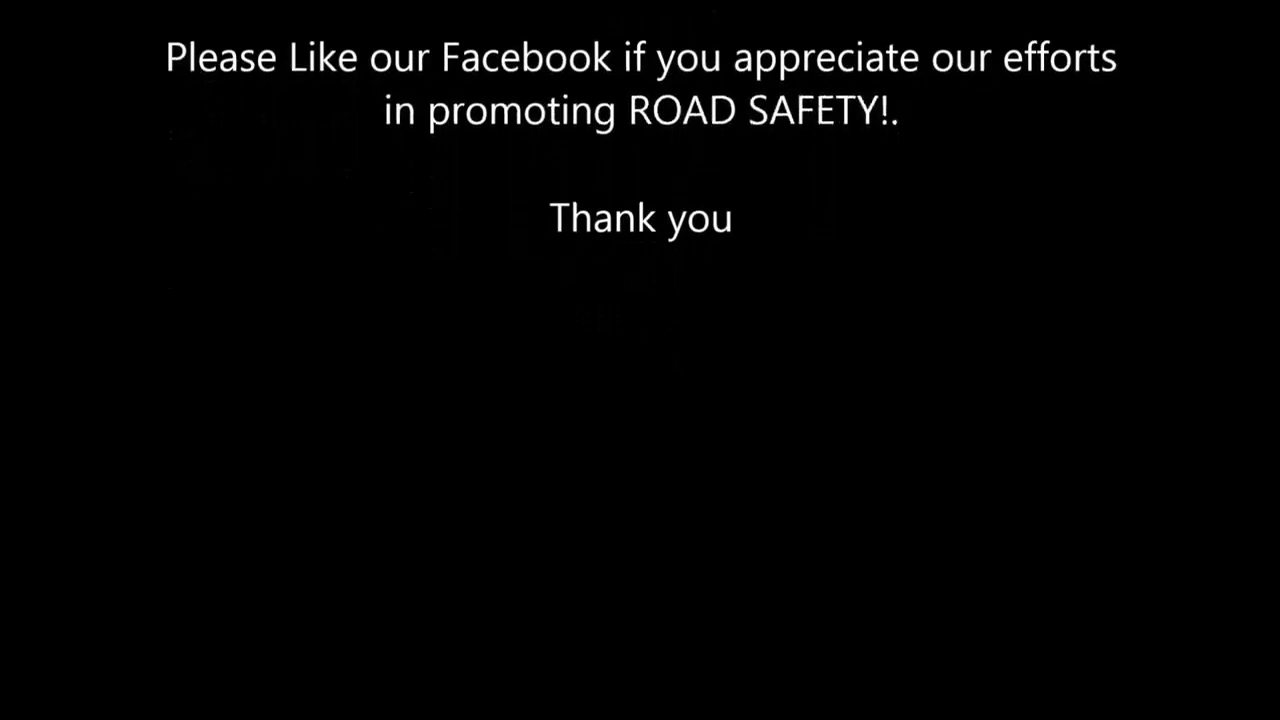 Please Like our Facebook if you appreciate our efforts
in promoting ROAD SAFETY!.
Thank you